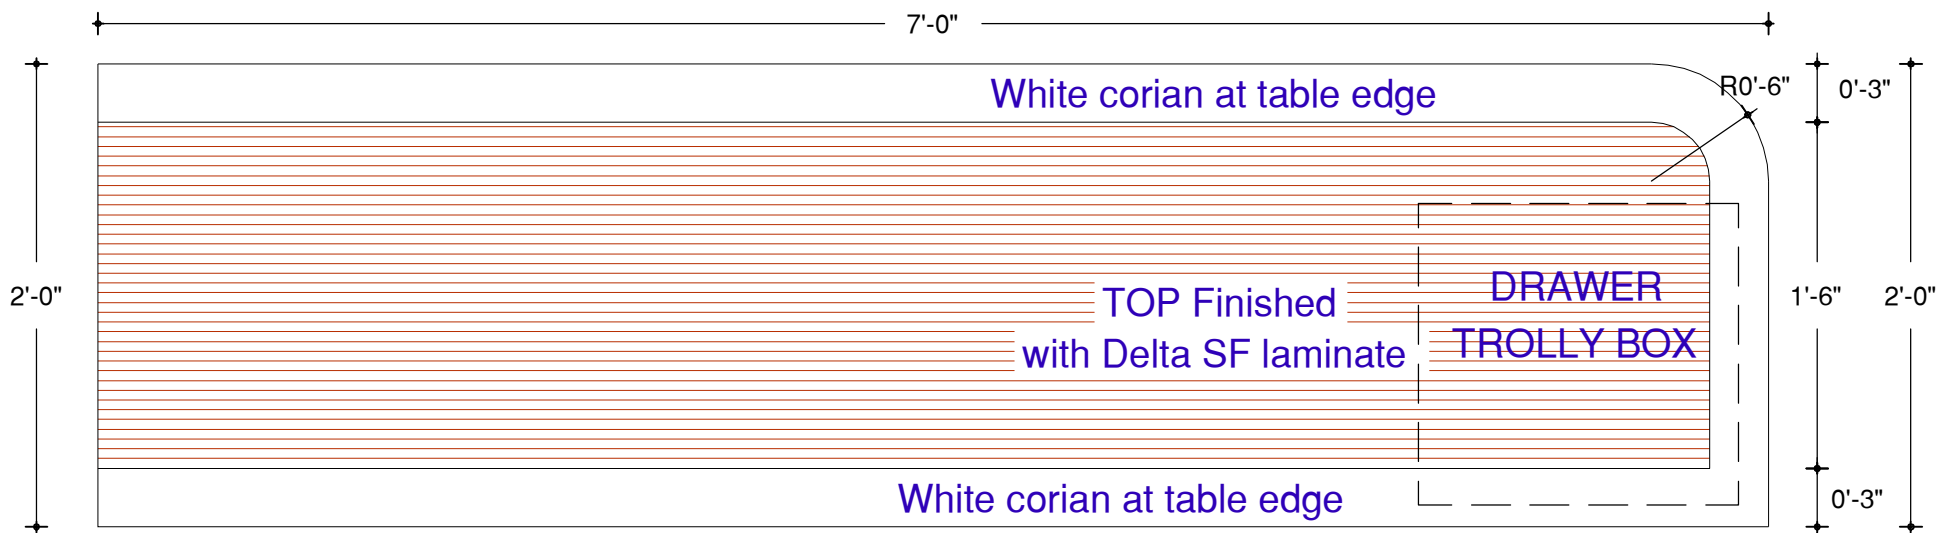 7'-0"
White corian at table edge
R0'-6"
0'-3"
2'-0"
TOP Finished
with Delta SF laminate
DRAWER
TROLLY BOX
1'-6"
2'-0"
White corian at table edge
0'-3"